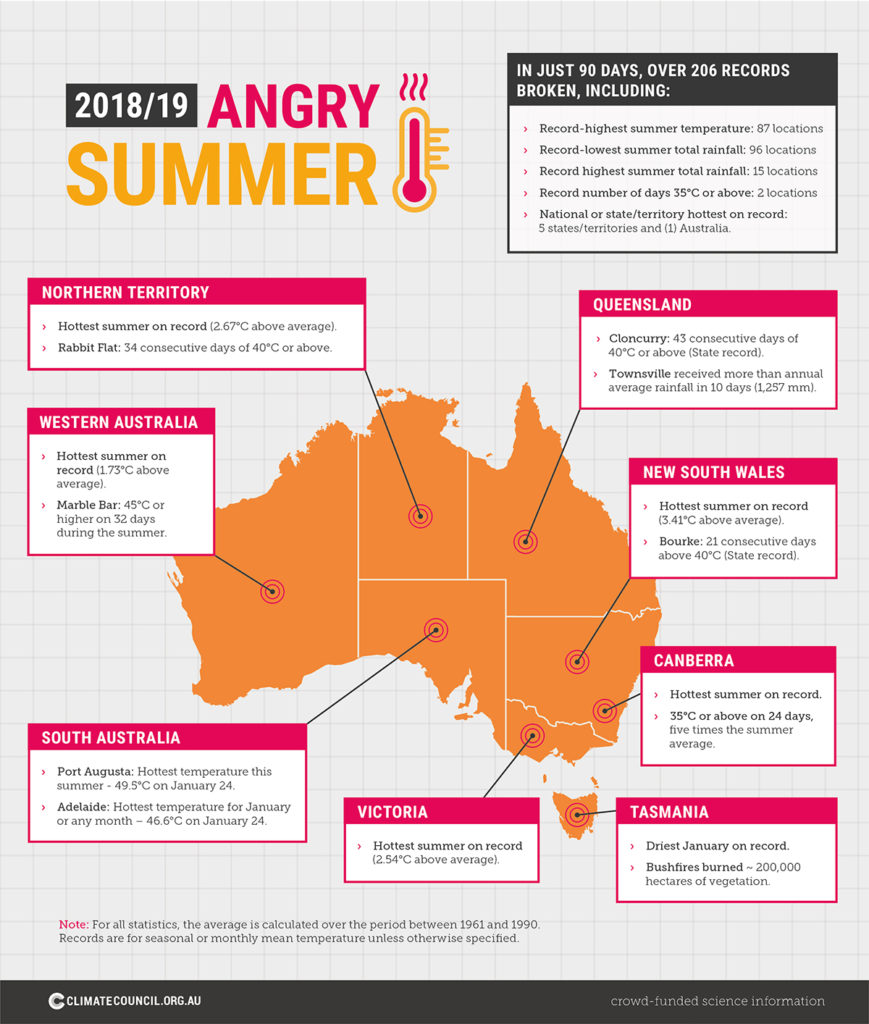 2018/19 ANGRY
SUMMER
IN JUST 90 DAYS, OVER 206 RECORDS
BROKEN, INCLUDING:
› Record-highest summer temperature: 87 locations
› Record-lowest summer total rainfall: 96 locations
› Record highest summer total rainfall: 15 locations
› Record number of days 35°C or above: 2 locations
› National or state/territory hottest on record:
5 states/territories and (1) Australia.
NORTHERN TERRITORY
› Hottest summer on record (2.67°C above average).
› Rabbit Flat: 34 consecutive days of 40°C or above.
QUEENSLAND
› Cloncurry: 43 consecutive days of
40°C or above (State record).
› Townsville received more than annual
average rainfall in 10 days (1,257 mm).
WESTERN AUSTRALIA
› Hottest summer on
record (1.73°C above
average).
› Marble Bar: 45°C or
higher on 32 days
during the summer.
NEW SOUTH WALES
› Hottest summer on record
(3.41°C above average).
› Bourke: 21 consecutive days
above 40°C (State record).
CANBERRA
› Hottest summer on record.
› 35°C or above on 24 days,
five times the summer
average.
SOUTH AUSTRALIA
› Port Augusta: Hottest temperature this
summer - 49.5°C on January 24.
› Adelaide: Hottest temperature for January
or any month – 46.6°C on January 24.
VICTORIA
› Hottest summer on record
(2.54°C above average).
TASMANIA
› Driest January on record.
› Bushfires burned ~ 200,000
hectares of vegetation.
Note: For all statistics, the average is calculated over the period between 1961 and 1990.
Records are for seasonal or monthly mean temperature unless otherwise specified.
CLIMATECOUNCIL.ORG.AU
crowd-funded science information